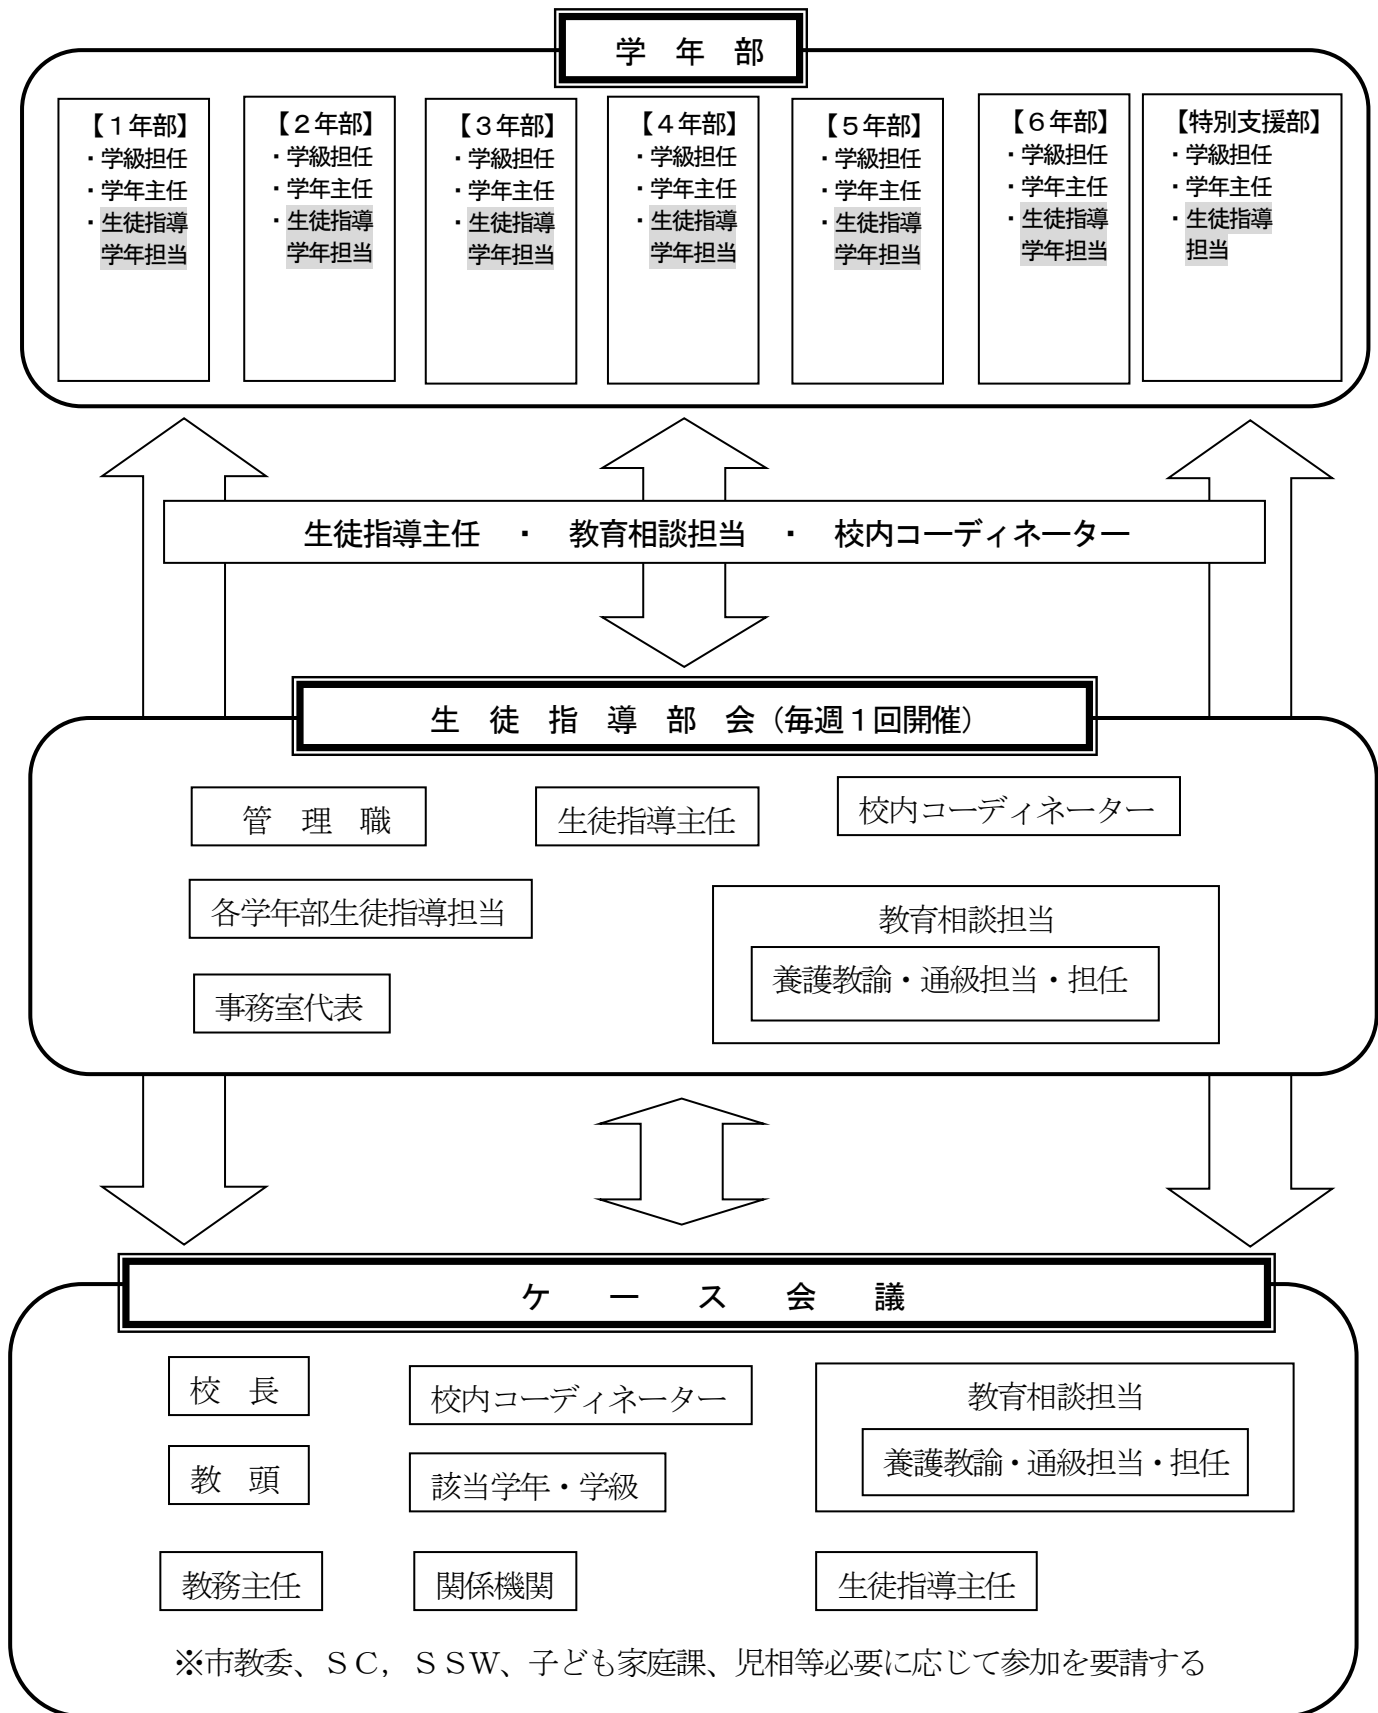 学　年　部
【１年部】
・学級担任
・学年主任
・生徒指導
学年担当
【２年部】
・学級担任
・学年主任
・生徒指導
学年担当
【３年部】
・学級担任
・学年主任
・生徒指導
学年担当
【４年部】
・学級担任
・学年主任
・生徒指導
学年担当
【５年部】
・学級担任
・学年主任
・生徒指導
学年担当
【６年部】
・学級担任
・学年主任
・生徒指導
学年担当
【特別支援部】
・学級担任
・学年主任
・生徒指導
担当
生徒指導主任　・　教育相談担当　・　校内コーディネーター
生　徒　指　導　部　会（毎週１回開催）
管　理　職
生徒指導主任
校内コーディネーター
各学年部生徒指導担当
教育相談担当
養護教諭・通級担当・担任
事務室代表
ケ　ー　ス　会　議
校　長
校内コーディネーター
教育相談担当
養護教諭・通級担当・担任
教　頭
該当学年・学級
教務主任
関係機関
生徒指導主任
※市教委、ＳＣ，ＳＳＷ、子ども家庭課、児相等必要に応じて参加を要請する